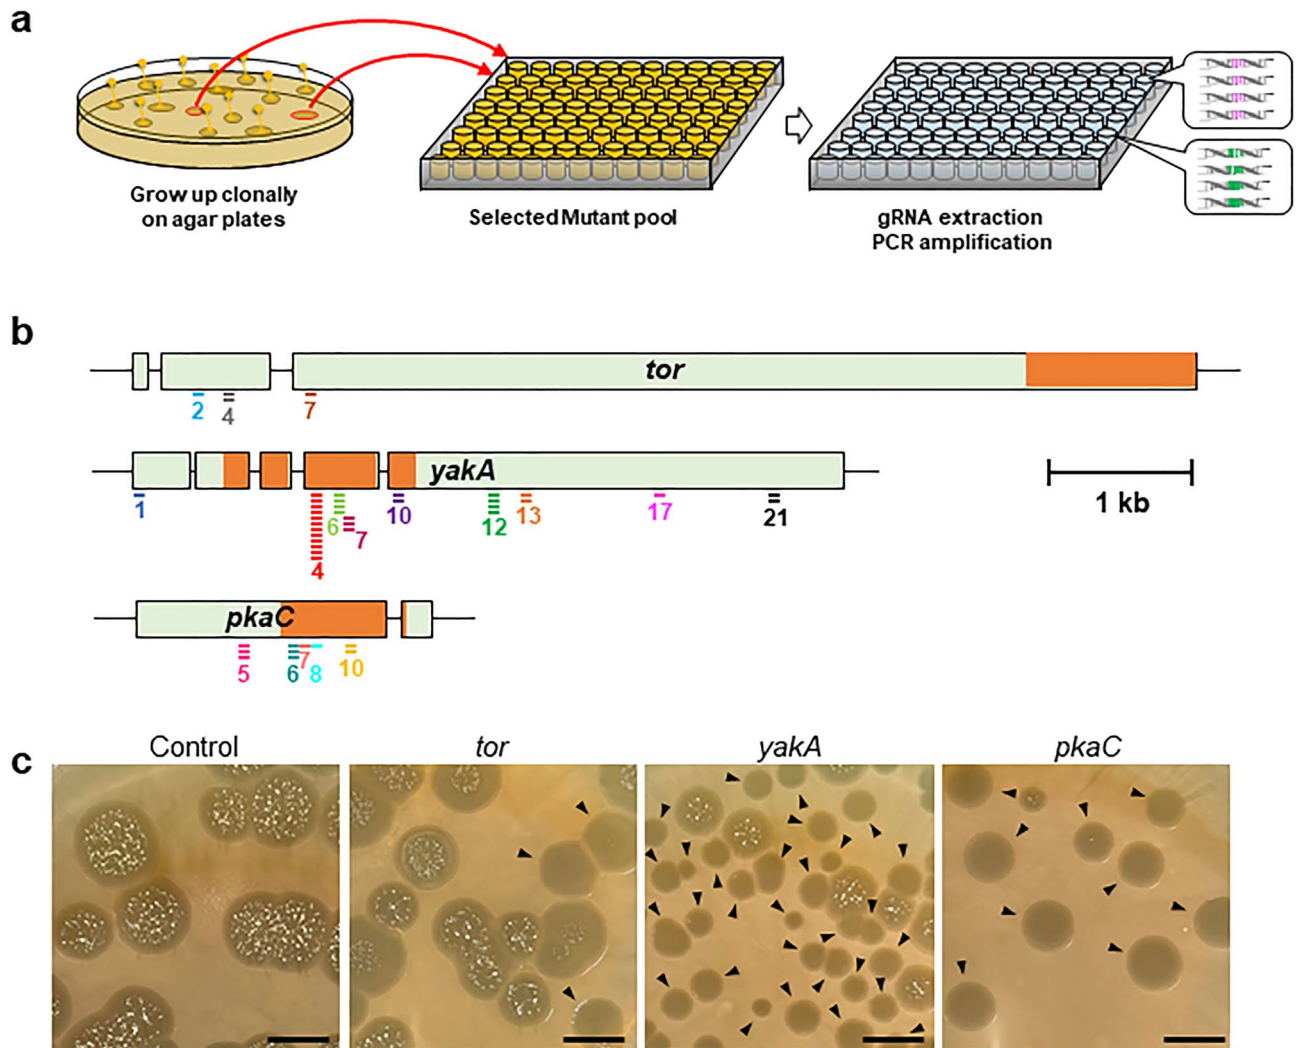 a
Grow up clonally
on agar plates
Selected Mutant pool
gRNA extraction
PCR amplification
b
tor
2
4
7
yakA
1
4
6
7
10
12
13
17
21
1 kb
pkaC
5
6
7
8
10
c
Control
tor
yakA
pkaC